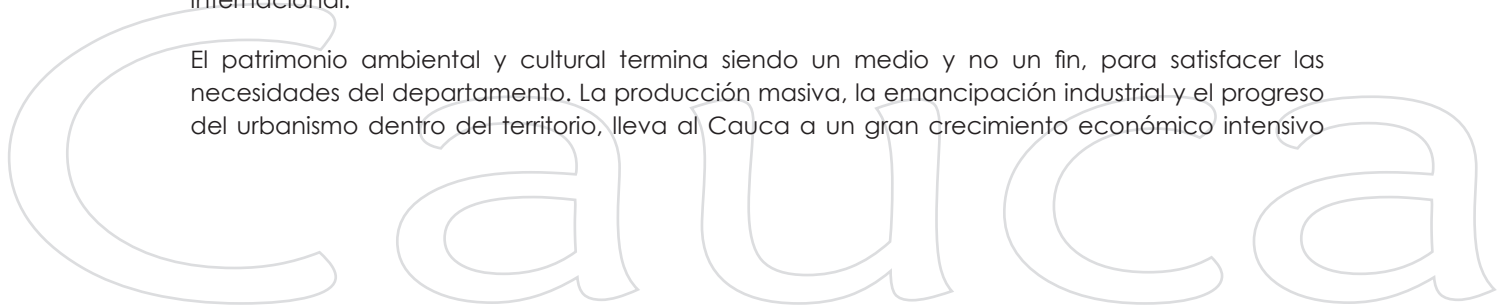 internacional.
El patrimonio ambiental y cultural termina siendo un medio y no un fin, para satisfacer las
necesidades del departamento. La producción masiva, la emancipación industrial y el progreso
del urbanismo dentro del territorio, lleva al Cauca a un gran crecimiento económico intensivo
Cauca